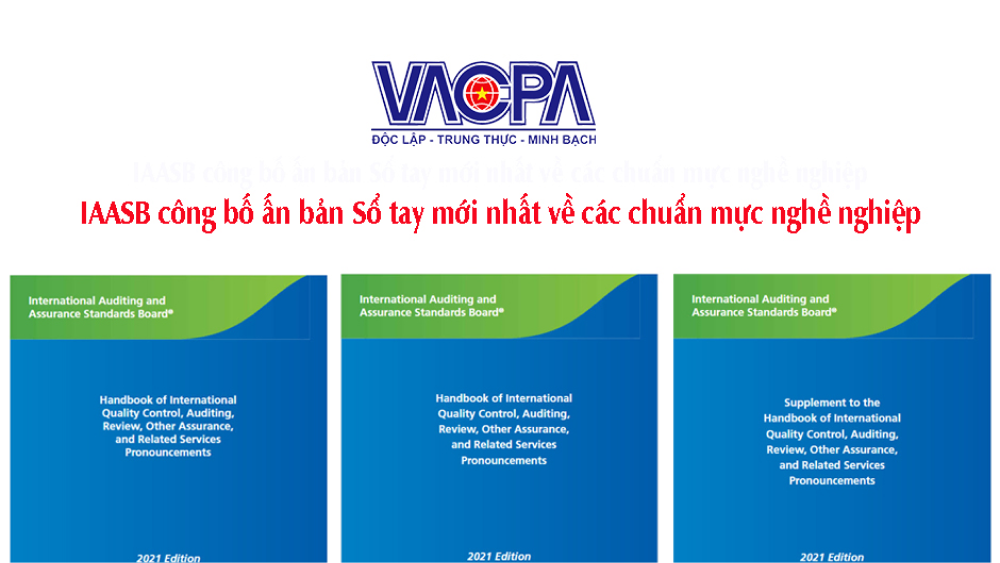 VACPA
ĐỘC LẬP - TRUNG THỰC - MINH BẠCH
IAASB công bố ấn bản Sổ tay mới nhất về các chuẩn mực nghề nghiệp
IAASB công bố ấn bản Sổ tay mới nhất về các chuẩn mực nghề nghiệp
International Auditing and
Assurance Standards Board®
Handbook of International
Quality Control, Auditing,
Review, Other Assurance,
and Related Services
Pronouncements
2021 Edition
International Auditing and
Assurance Standards Board®
Handbook of International
Quality Control, Auditing,
Review, Other Assurance,
and Related Services
Pronouncements
2021 Edition
International Auditing and
Assurance Standards Board®
Supplement to the
Handbook of International
Quality Control, Auditing,
Review, Other Assurance,
and Related Services
Pronouncements
2021 Edition